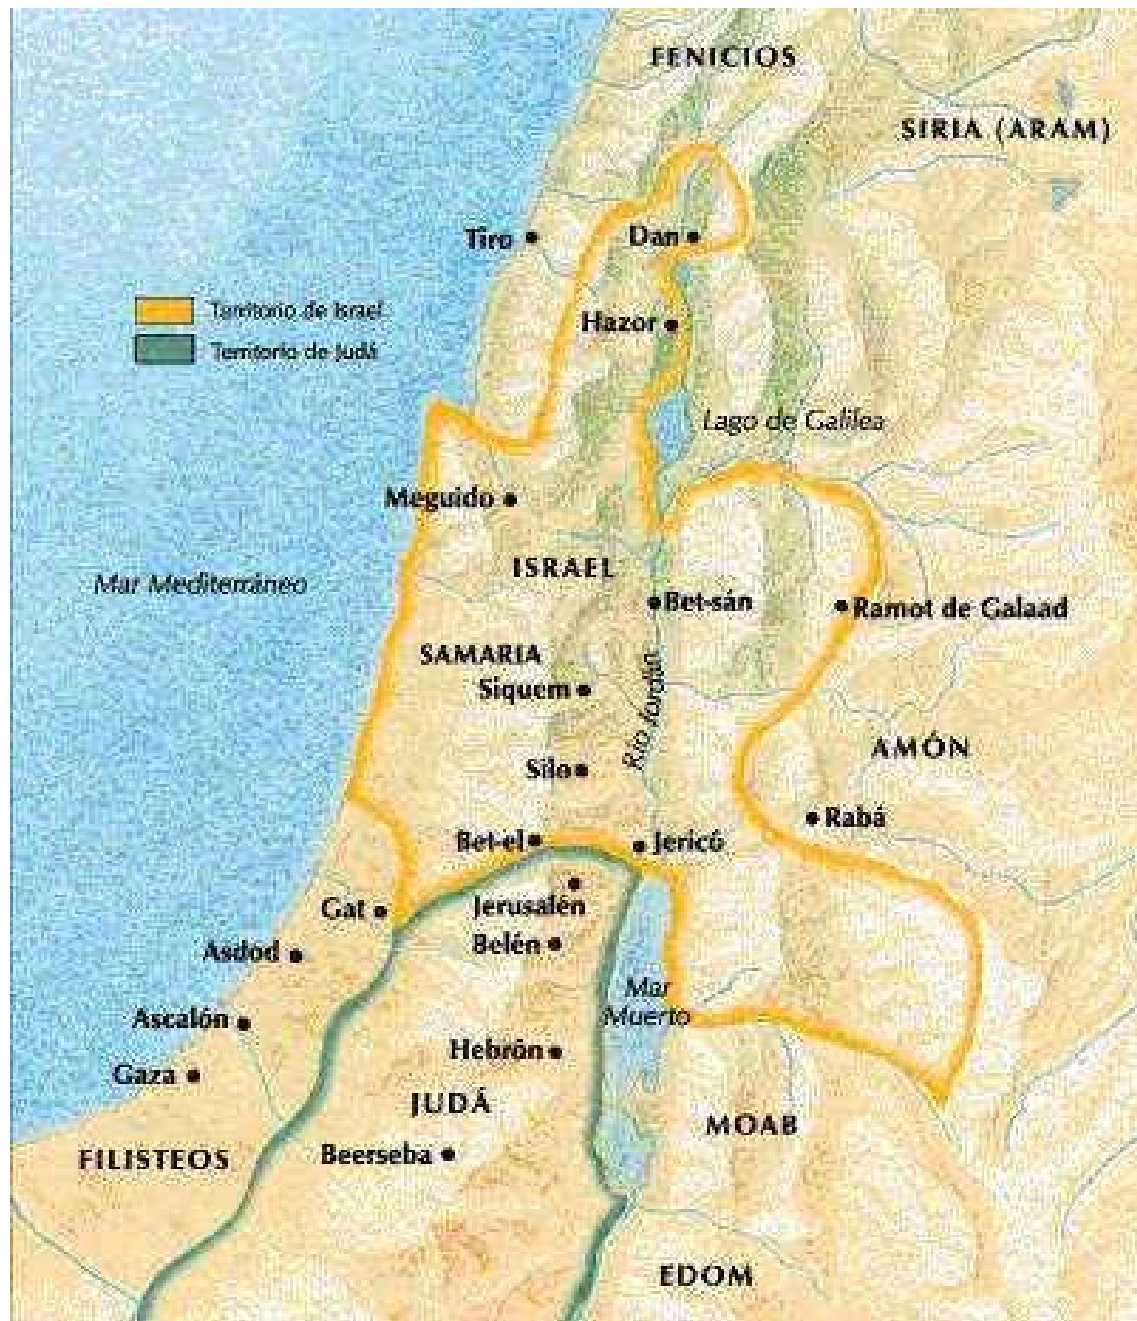 FENICIOS
SIRIA (ARAM)
Tiro
Dan
Territorio de Israel
Hazor
Territorio de Judá
Lago de Galilea
Meguido
ISRAEL
Mar Mediterráneo
Bet-sán
Ramot de Galaad
SAMARIA
Siquem
Río Jordán
AMÓN
Silo
Rabá
Bet-el
Jericó
Gat
Jerusalén
Belén
Asdod
Mar
Muerto
Ascalón
Hebrón
Gaza
JUDÁ
MOAB
FILISTEOS
Beerseba
EDOM